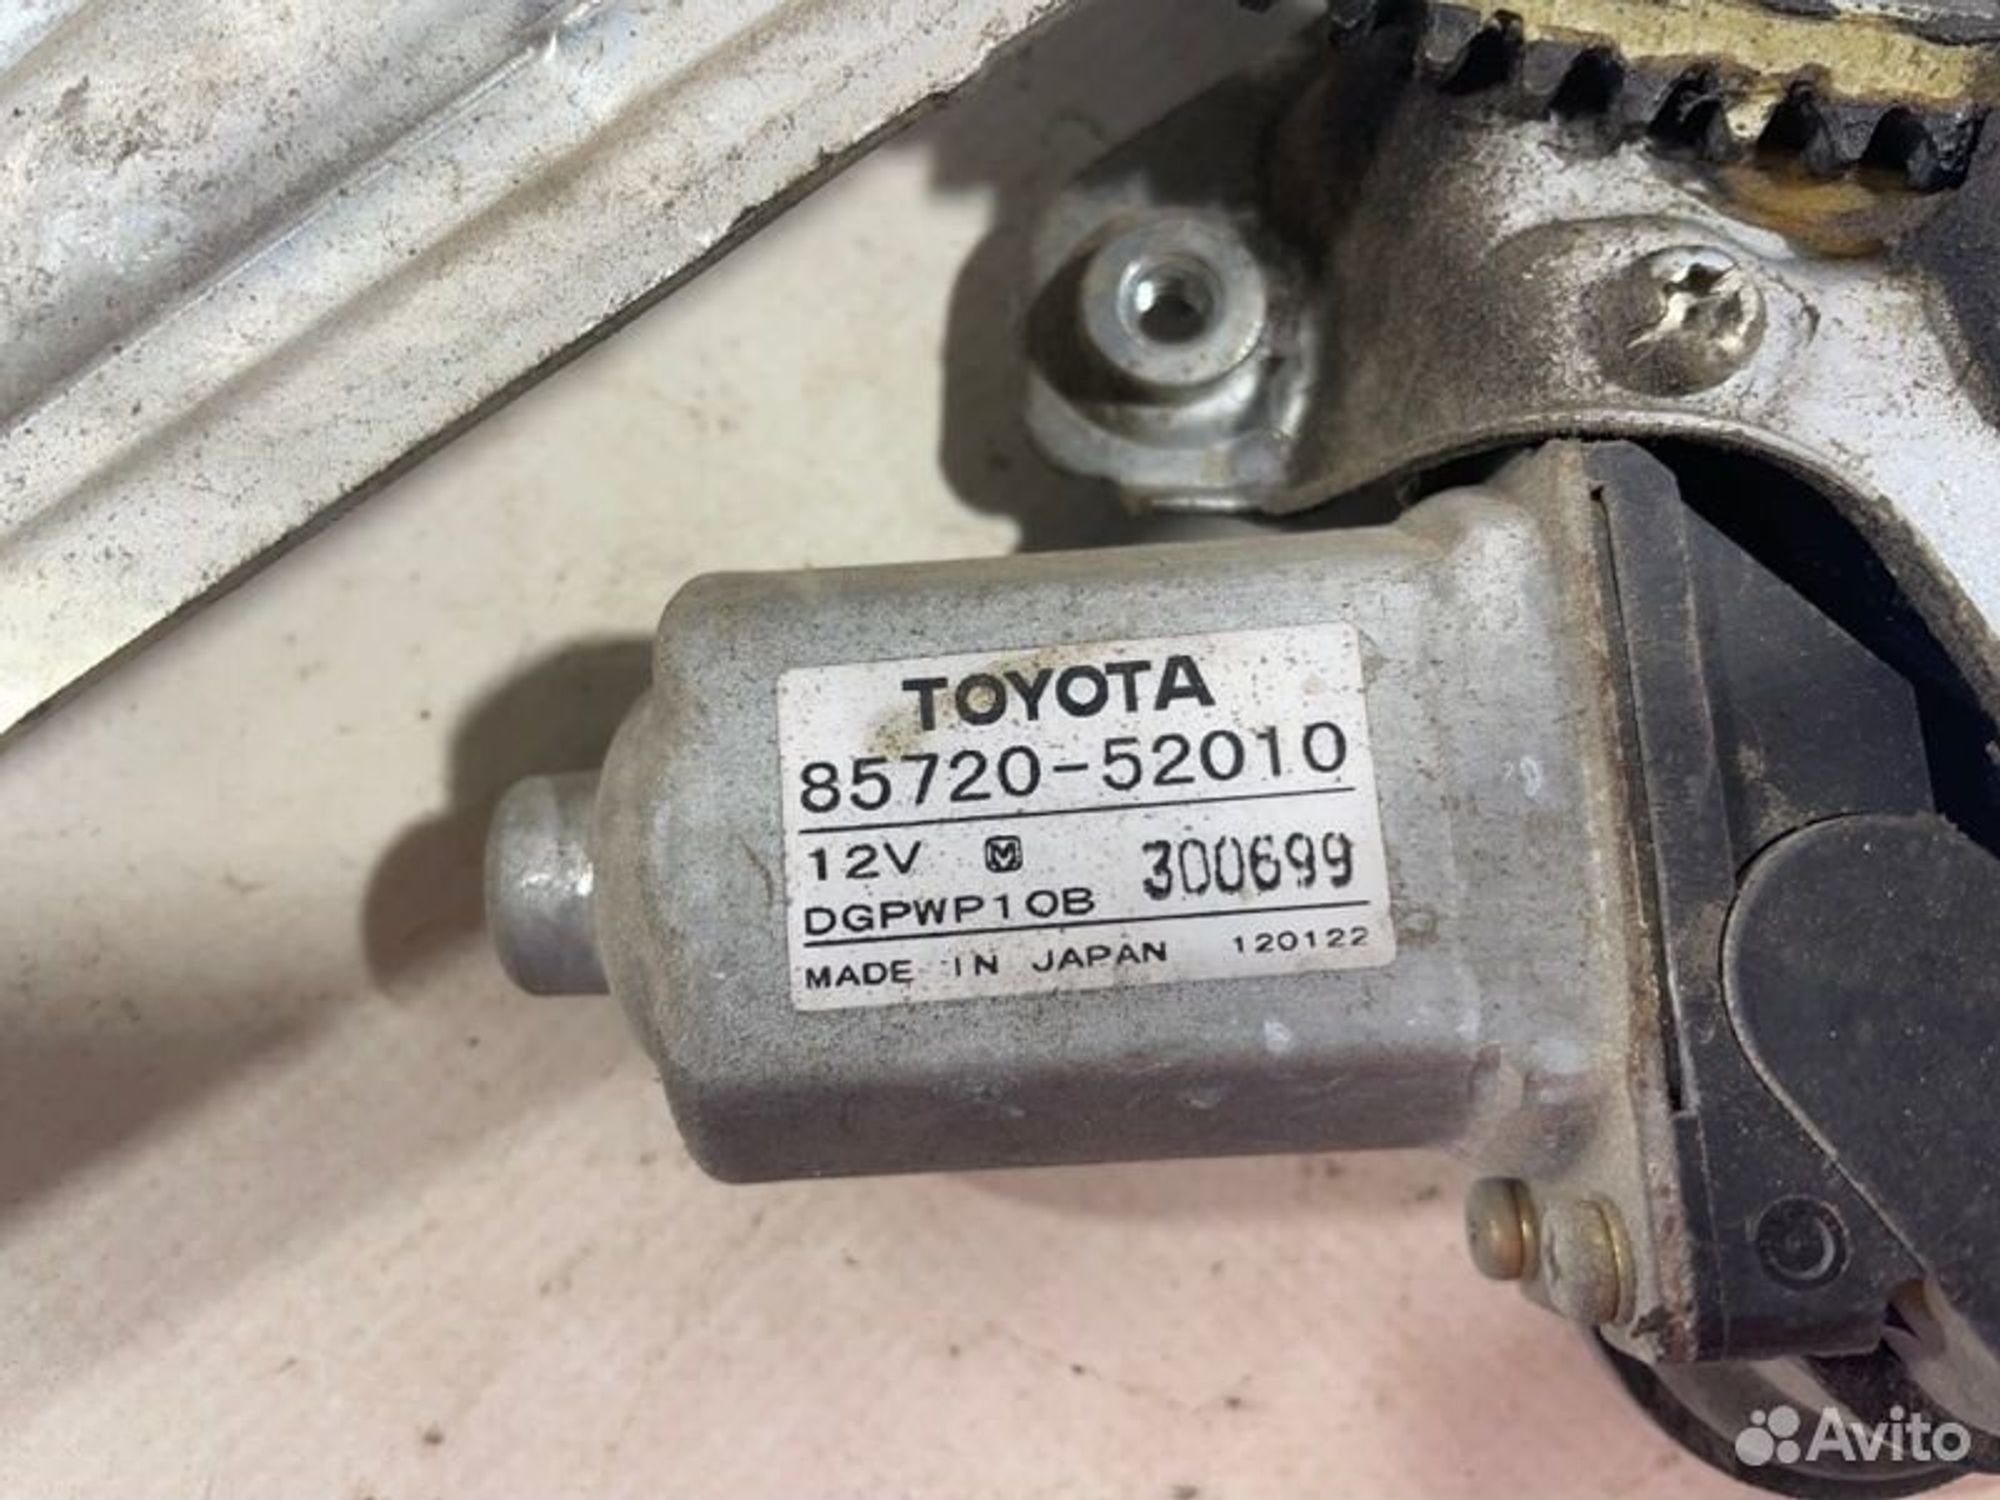 TOYOTA
85720-52010
12V M 300699
DGPWP10B
MADE IN JAPAN 120122
Avito